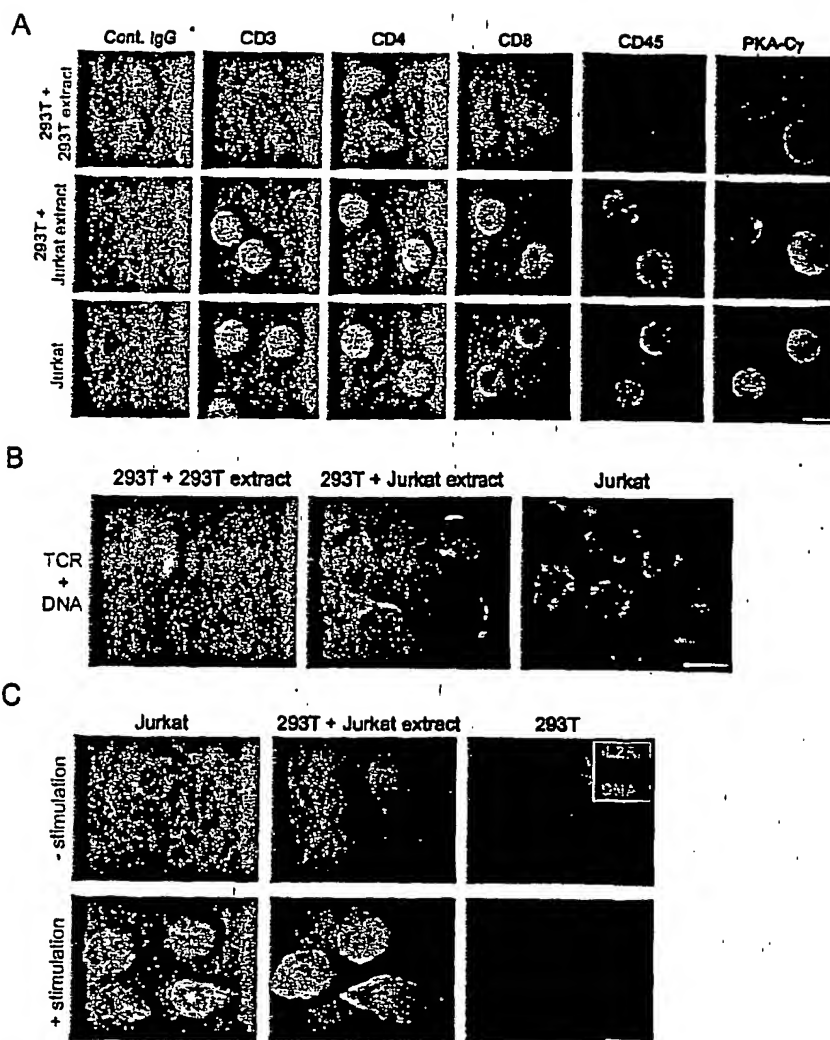 A
Cont. IgG CD3 CD4 CD8 CD45 PKA-Cγ
293T +
293T extract
293T +
Jurkat extract
Jurkat
B
293T + 293T extract 293T + Jurkat extract Jurkat
TCR
+
DNA
C
Jurkat 293T + Jurkat extract 293T
- stimulation
DNA
+ stimulation